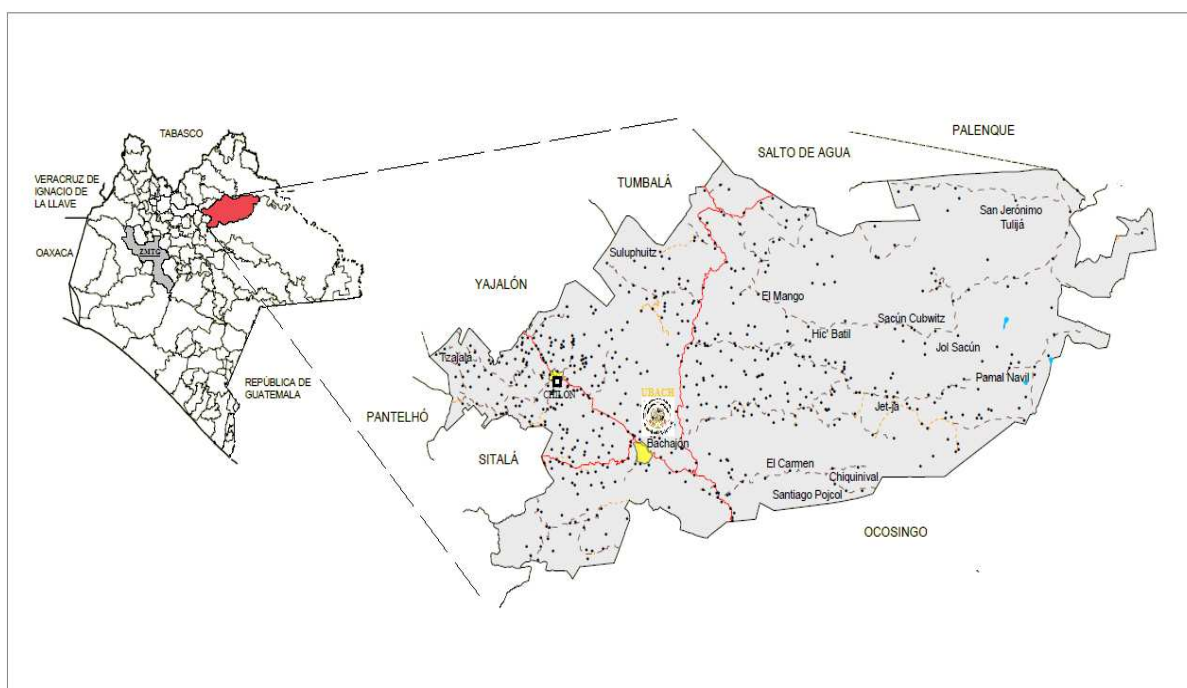 TABASCO
VERACRUZ DE
IGNACIO DE
LA LLAVE
OAXACA
ZMTG
REPÚBLICA DE
GUATEMALA
PALENQUE
SALTO DE AGUA
TUMBALÁ
San Jerónimo
Tulijá
Suluphuitz
YAJALÓN
El Mango
Sacún Cubwitz
Hic' Batil
Jol Sacún
Tzajalá
Pamal Navil
CHILÓN
UBACH
PANTELHÓ
Jet-já
SITALÁ
Bachajón
El Carmen
Chiquinival
Santiago Pojcol
OCOSINGO